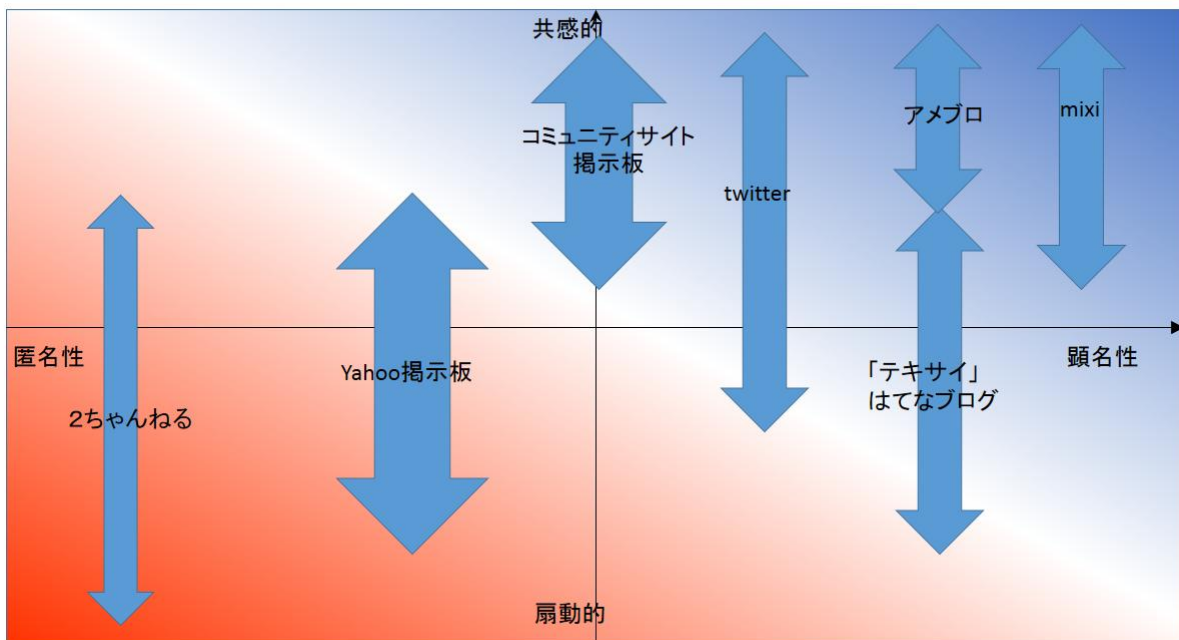 共感的
コミュニティサイト
掲示板
アメブロ
mixi
twitter
匿名性
顕名性
Yahoo掲示板
「テキサイ」
はてなブログ
２ちゃんねる
扇動的